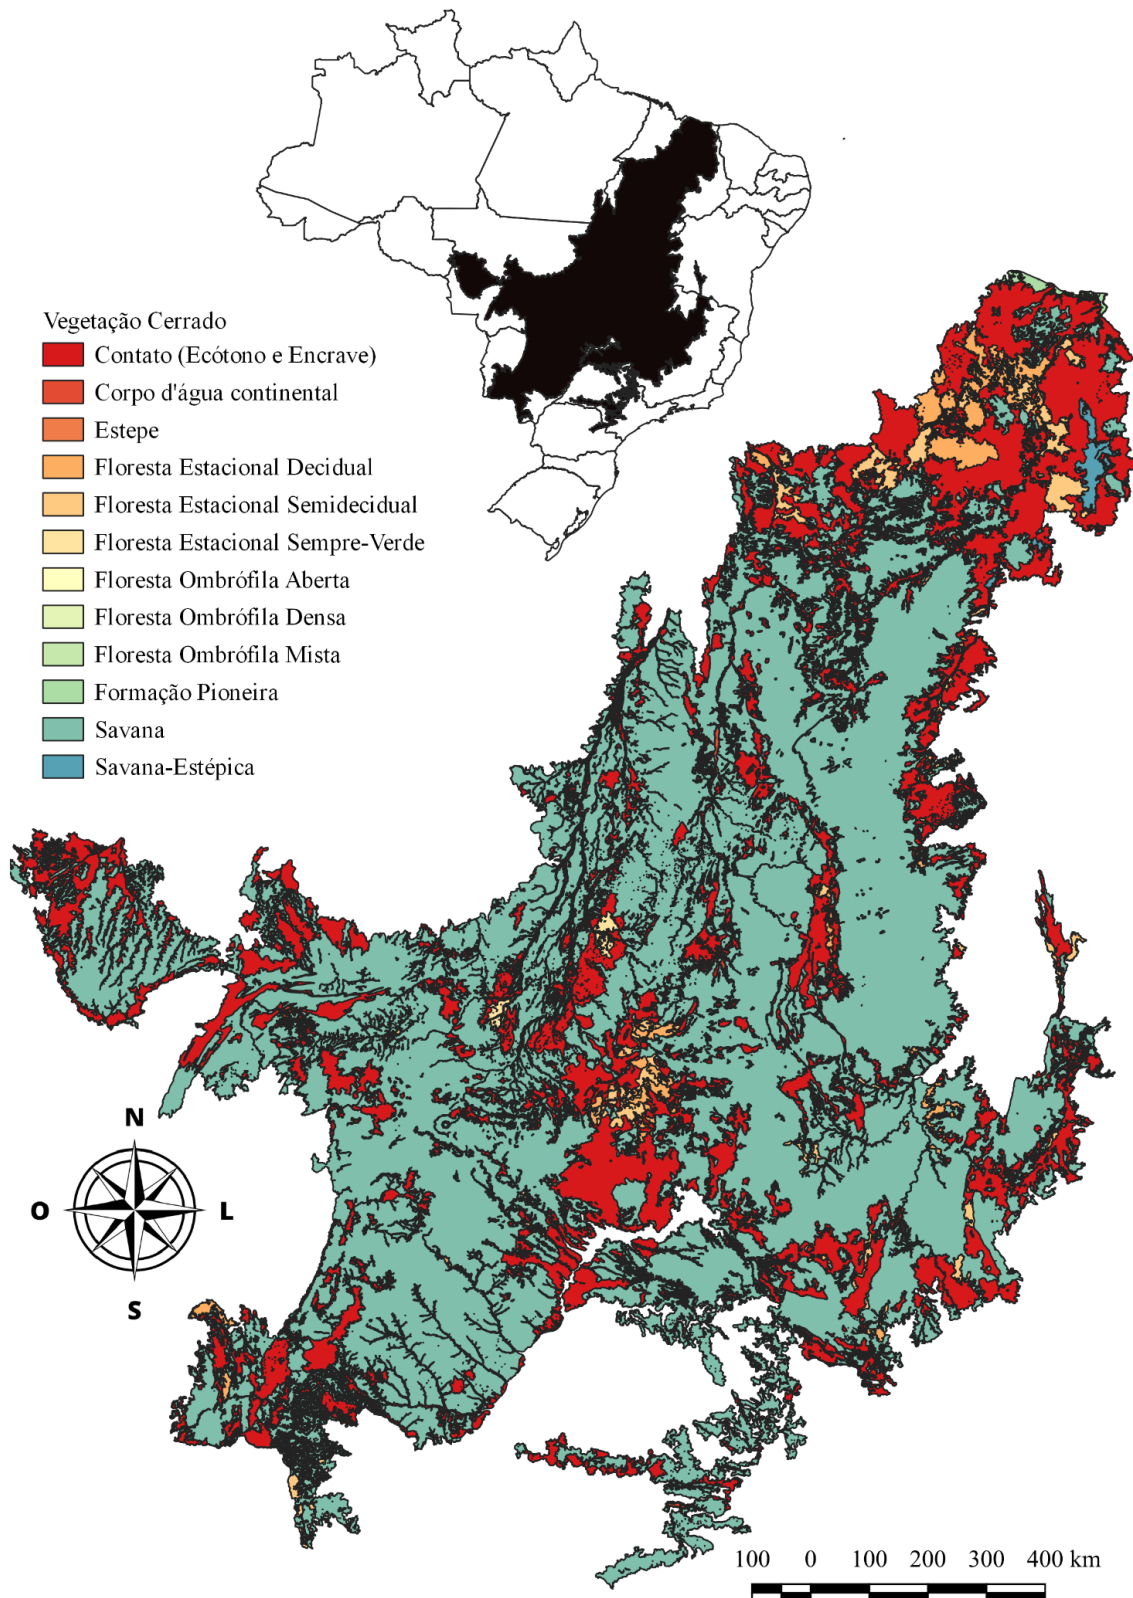 Vegetação Cerrado
Contato (Ecótono e Encrave)
Corpo d'água continental
Estepe
Floresta Estacional Decidual
Floresta Estacional Semidecidual
Floresta Estacional Sempre-Verde
Floresta Ombrófila Aberta
Floresta Ombrófila Densa
Floresta Ombrófila Mista
Formação Pioneira
Savana
Savana-Estépica
N
O L
S
100 0 100 200 300 400 km